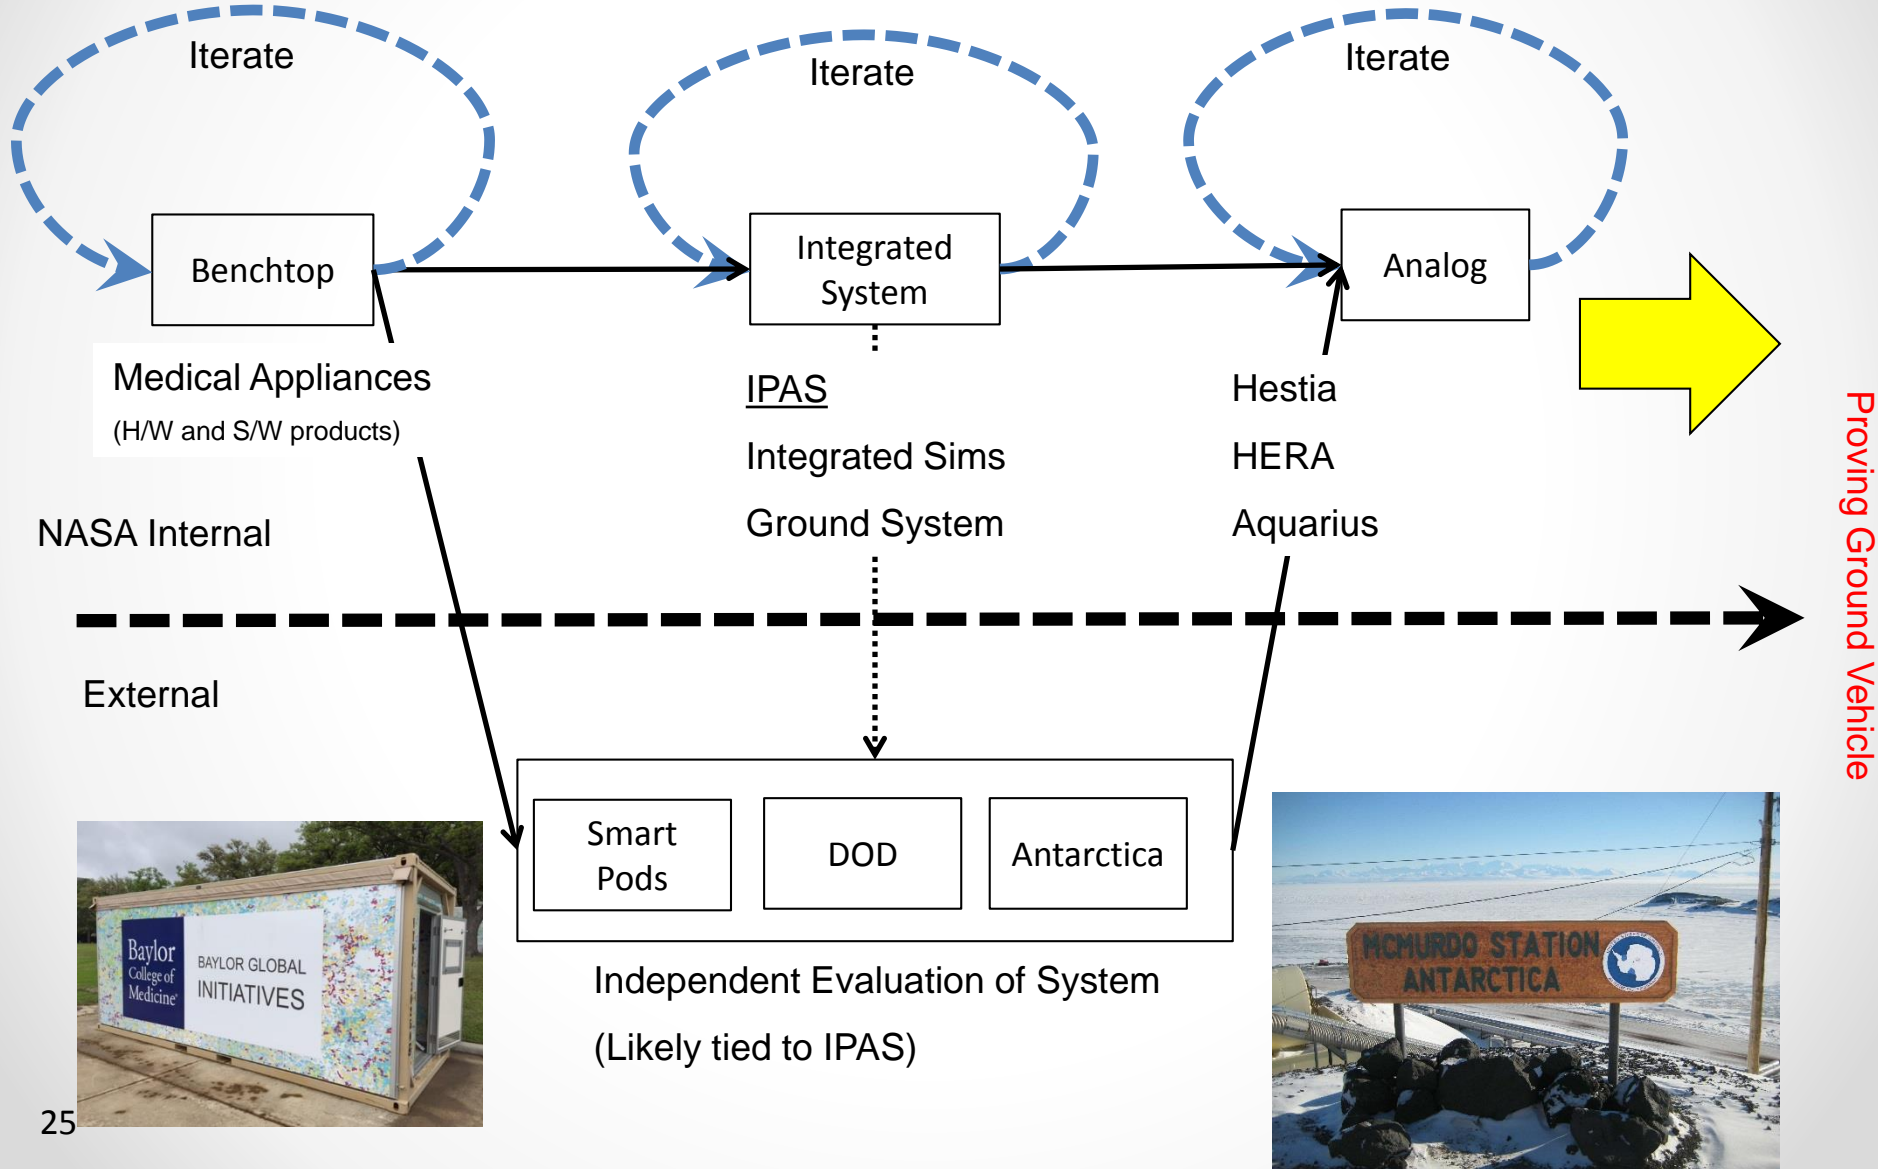 Iterate
Iterate
Iterate
Benchtop
Integrated
System
Analog
Medical Appliances
(H/W and S/W products)
IPAS
Integrated Sims
Ground System
Hestia
HERA
Aquarius
Proving Ground Vehicle
NASA Internal
External
Smart
Pods
DOD
Antarctica
Independent Evaluation of System
(Likely tied to IPAS)
Baylor
College of
Medicine
BAYLOR GLOBAL
INITIATIVES
MCMURDO STATION
ANTARCTICA
25